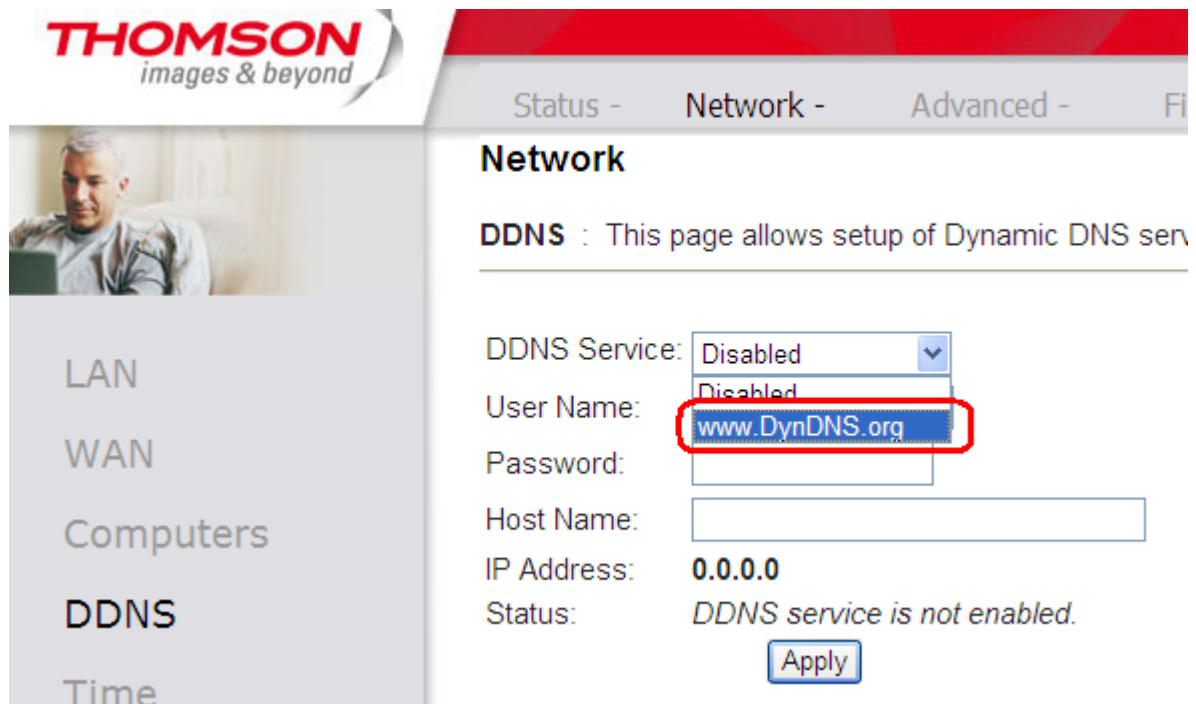 THOMSON
images & beyond
Status - Network - Advanced - Fi
Network
DDNS : This page allows setup of Dynamic DNS serv
LAN
WAN
Computers
DDNS
Time
DDNS Service: Disabled
Disabled
www.DynDNS.org
User Name:
Password:
Host Name:
IP Address: 0.0.0.0
Status: DDNS service is not enabled.
Apply